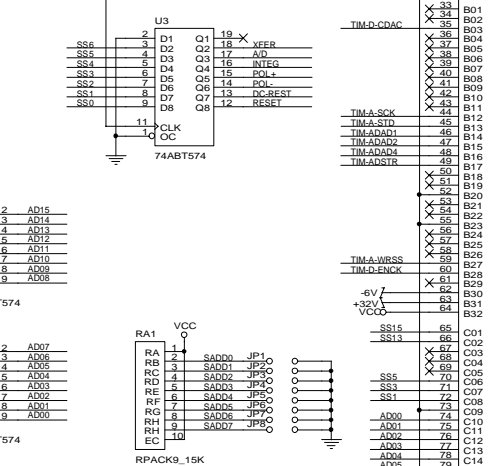 33 B01
34 B02
TIM-D-CDAC 35 B03
36 B04
37 B05
38 B06
39 B07
40 B08
41 B09
42 B10
43 B11
TIM-A-SCK 44 B12
TIM-A-STD 45 B13
TIM-ADAD1 46 B14
TIM-ADAD2 47 B15
TIM-ADAD4 48 B16
TIM-ADSTR 49 B17
50 B18
51 B19
52 B20
53 B21
54 B22
55 B23
56 B24
57 B25
58 B26
TIM-A-WRSS 59 B27
TIM-D-ENCK 60 B28
61 B29
-6V 62 B30
+32V 63 B31
VCC 64 B32
SS15 65 C01
SS13 66 C02
67 C03
68 C04
69 C05
SS5 70 C06
SS3 71 C07
SS1 72 C08
73 C09
AD00 74 C10
AD01 75 C11
AD02 76 C12
AD03 77 C13
AD04 78 C14
AD05 79
U3
2 D1 Q1 19
SS6 3 D2 Q2 18 XFER
SS5 4 D3 Q3 17 A/D
SS4 5 D4 Q4 16 INTEG
SS3 6 D5 Q5 15 POL+
SS2 7 D6 Q6 14 POL-
SS1 8 D7 Q7 13 DC-REST
SS0 9 D8 Q8 12 RESET
11 CLK
1 OC
74ABT574
2 AD15
3 AD14
4 AD13
5 AD12
6 AD11
7 AD10
8 AD09
9 AD08
574
2 AD07
3 AD06
4 AD05
5 AD04
6 AD03
7 AD02
8 AD01
9 AD00
574
VCC
RA1
RA 1
RB 2 SADD0 JP1
RC 3 SADD1 JP2
RD 4 SADD2 JP3
RE 5 SADD3 JP4
RF 6 SADD4 JP5
RG 7 SADD5 JP6
RH 8 SADD6 JP7
RH 9 SADD7 JP8
EC 10
RPACK9_15K